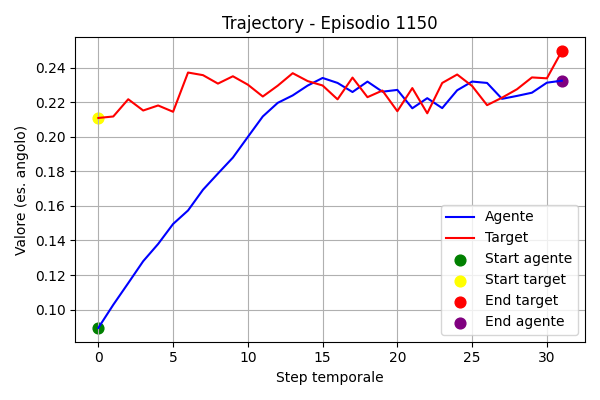 Trajectory - Episodio 1150
Valore (es. angolo)
0.24
0.22
0.20
0.18
0.16
0.14
0.12
0.10
0 5 10 15 20 25 30
Step temporale
Agente
Target
Start agente
Start target
End target
End agente